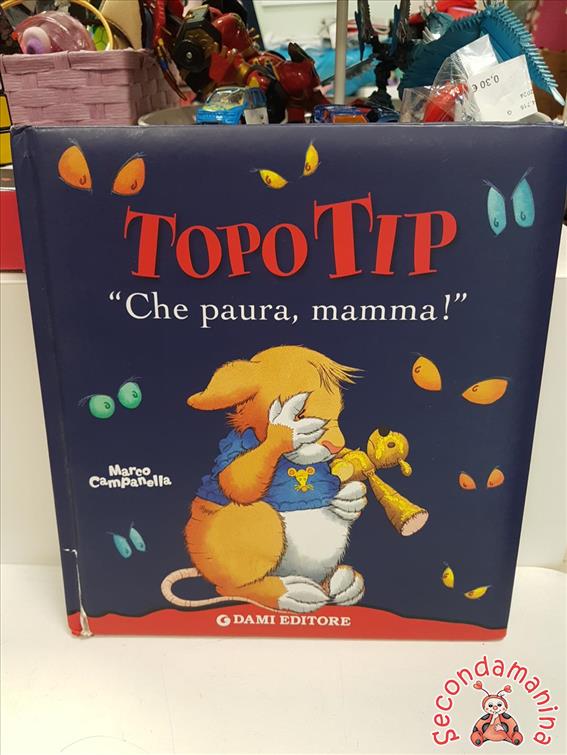 0,30 €
TOPO TIP
“Che paura, mamma!”
Marco
Campanella
DAMI EDITORE
Secondamanina